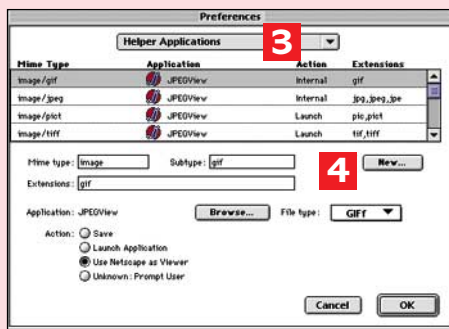 Preferences
Helper Applications
3
Mime Type Application Action Extensions
image/gif JPEGView Internal gif
image/jpeg JPEGView Internal jpg,jpeg,jpe
image/pict JPEGView Launch pic,pict
image/tiff JPEGView Launch tif,tiff
4
Mime type: image Subtype: gif New...
Extensions: gif
Application: JPEGView Browse... File type: GIFf
Action: Save
Launch Application
Use Netscape as Viewer
Unknown: Prompt User
Cancel OK